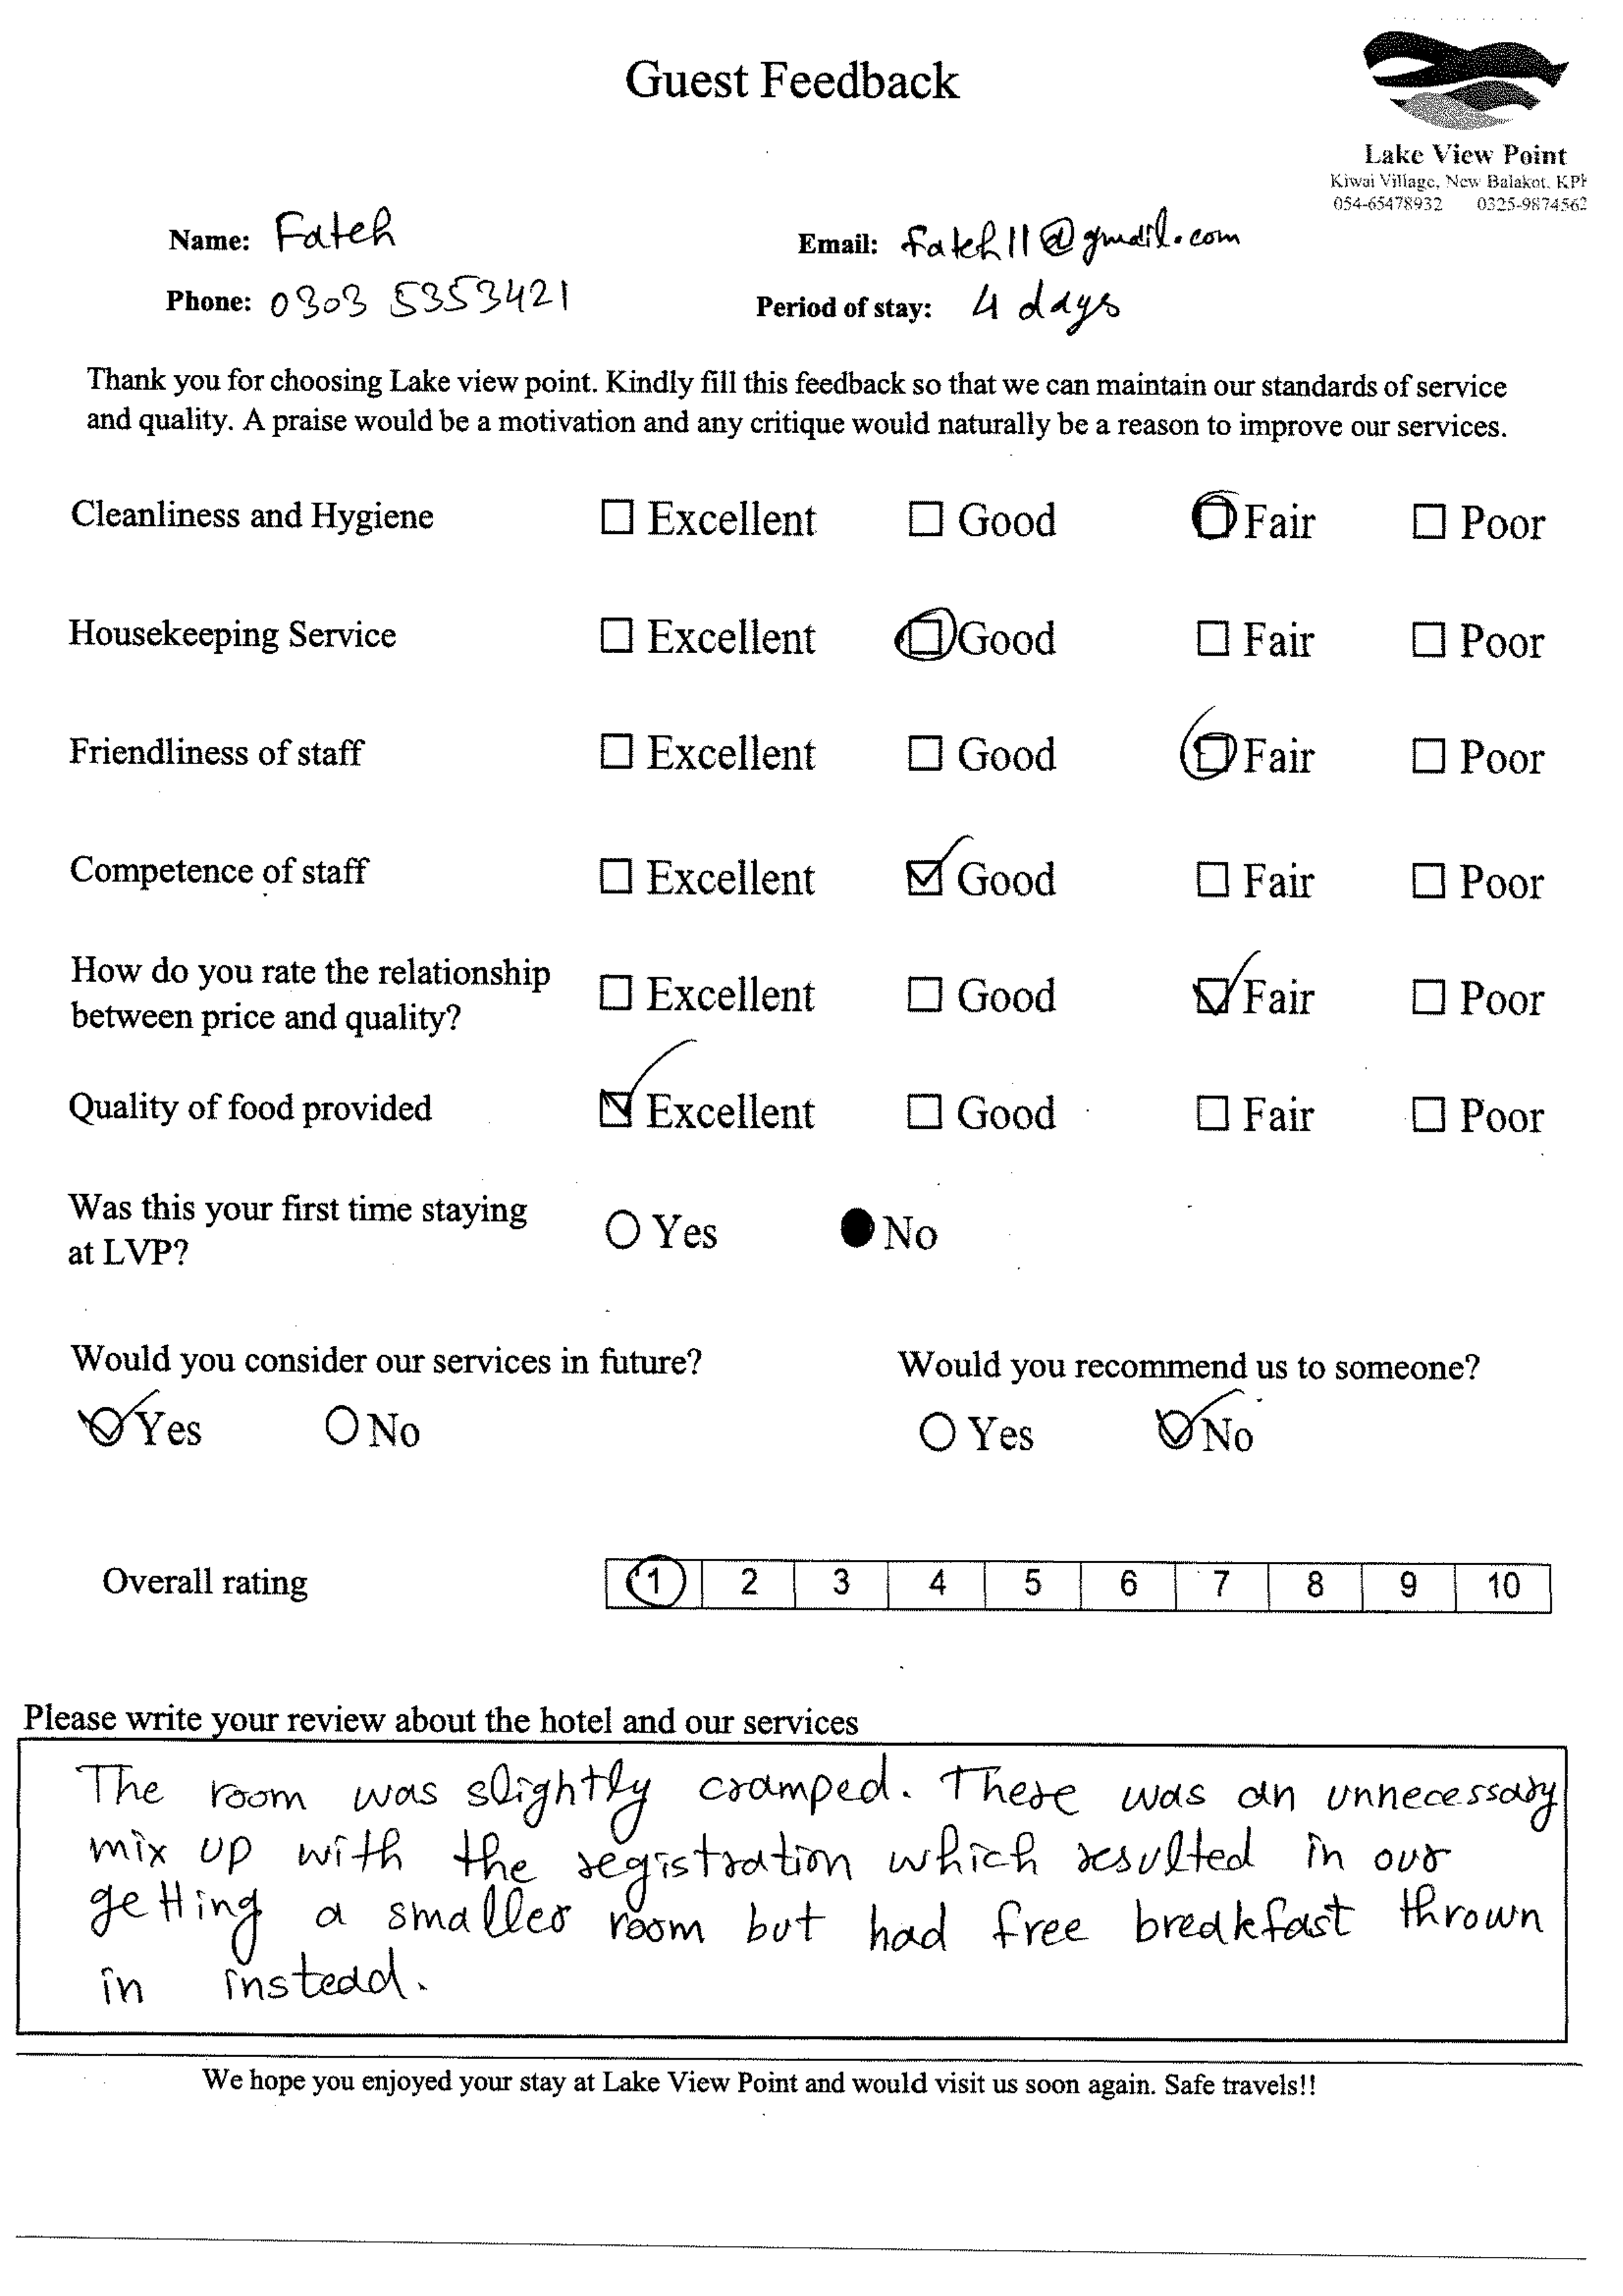 Guest Feedback
Lake View Point
Kiwai Village, New Balakot, KPK
054-65478932 0325-9874562
Name: Fateh
Email: fateh11@gmail.com
Phone: 0303 5353421
Period of stay: 4 days
Thank you for choosing Lake view point. Kindly fill this feedback so that we can maintain our standards of service
and quality. A praise would be a motivation and any critique would naturally be a reason to improve our services.
Cleanliness and Hygiene Excellent Good Fair Poor
Housekeeping Service Excellent Good Fair Poor
Friendliness of staff Excellent Good Fair Poor
Competence of staff Excellent Good Fair Poor
How do you rate the relationship
between price and quality? Excellent Good Fair Poor
Quality of food provided Excellent Good Fair Poor
Was this your first time staying
at LVP? Yes No
Would you consider our services in future?
Yes No
Would you recommend us to someone?
Yes No
Overall rating 1 2 3 4 5 6 7 8 9 10
Please write your review about the hotel and our services
The room was slightly cramped. There was an unnecessary
mix up with the registration which resulted in our
getting a smaller room but had free breakfast thrown
in instead.
We hope you enjoyed your stay at Lake View Point and would visit us soon again. Safe travels!!